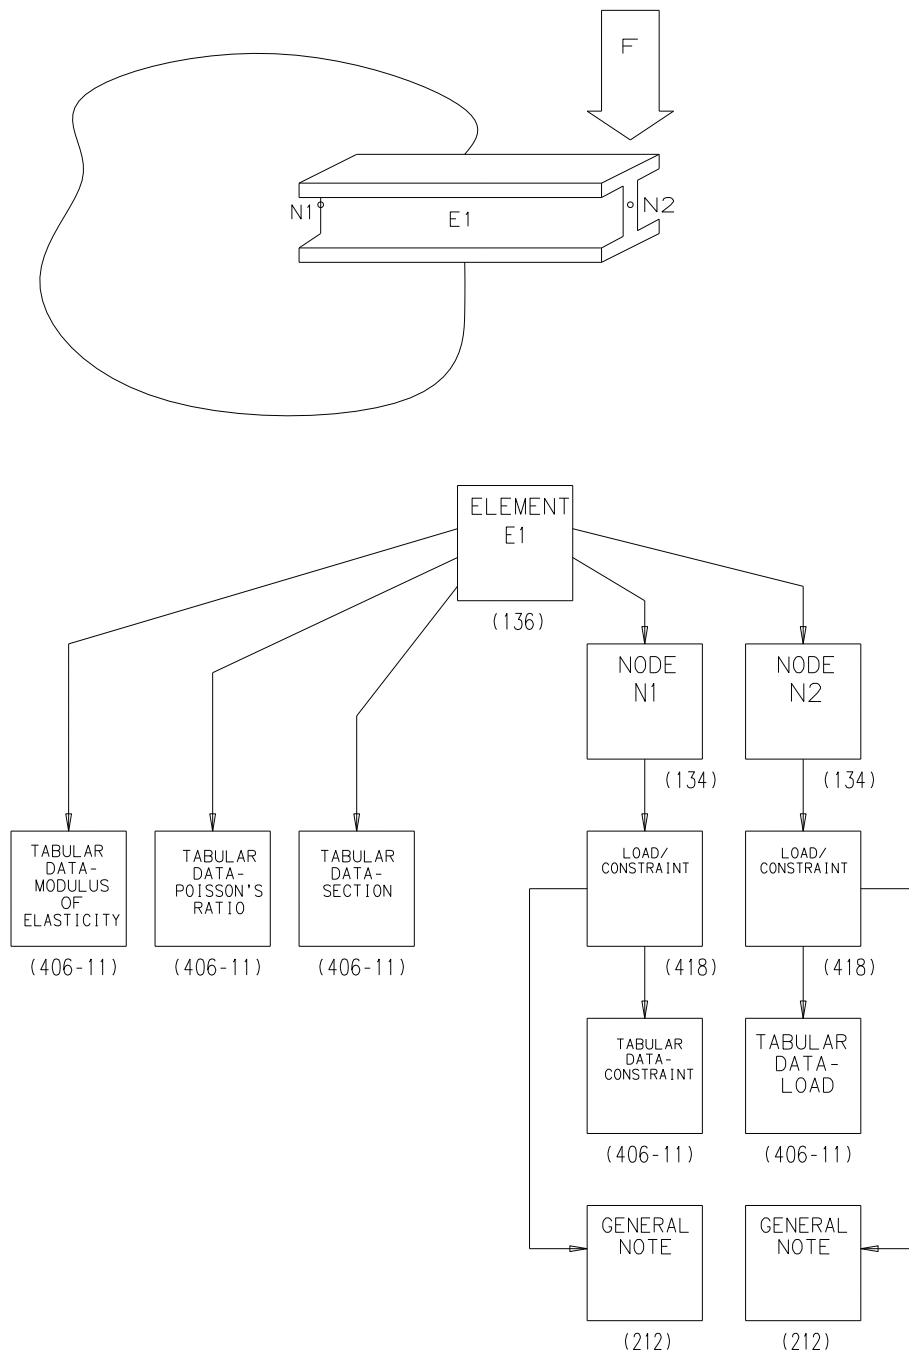 F
N1
E1
N2
ELEMENT
E1
(136)
NODE
N1
(134)
NODE
N2
(134)
TABULAR
DATA-
MODULUS
OF
ELASTICITY
(406-11)
TABULAR
DATA-
POISSON'S
RATIO
(406-11)
TABULAR
DATA-
SECTION
(406-11)
LOAD/
CONSTRAINT
(418)
LOAD/
CONSTRAINT
(418)
TABULAR
DATA-
CONSTRAINT
(406-11)
TABULAR
DATA-
LOAD
(406-11)
GENERAL
NOTE
(212)
GENERAL
NOTE
(212)